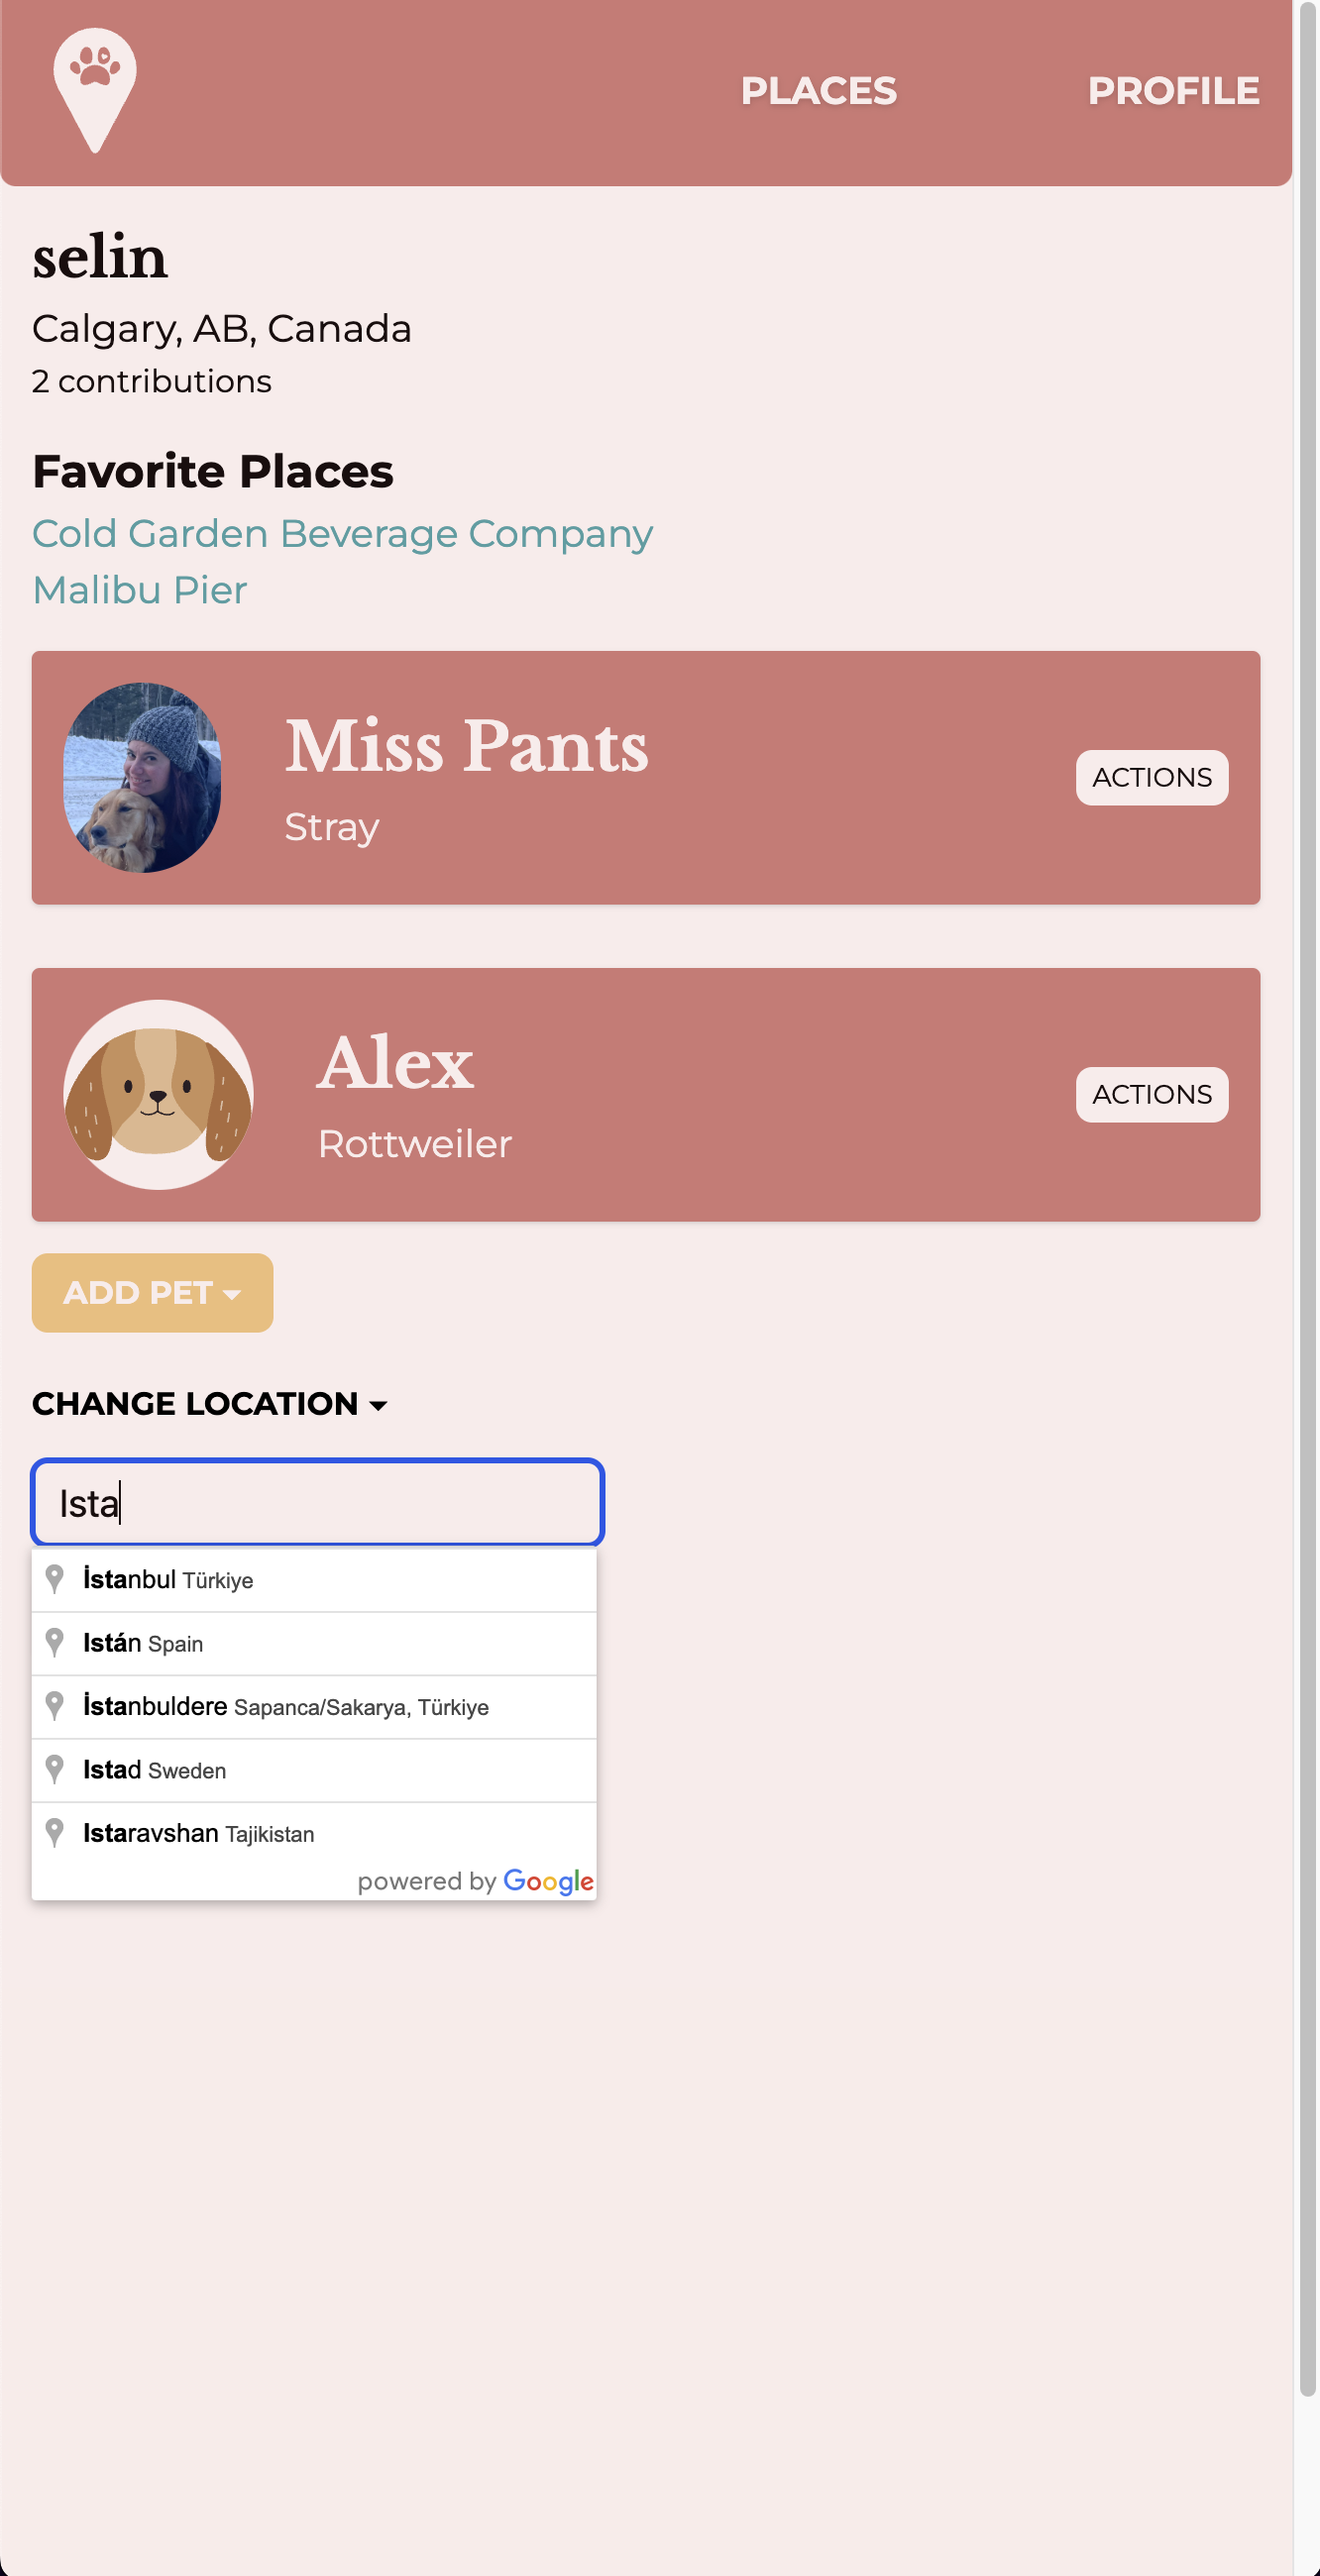 PLACES PROFILE
selin
Calgary, AB, Canada
2 contributions
Favorite Places
Cold Garden Beverage Company
Malibu Pier
Miss Pants
Stray
ACTIONS
Alex
Rottweiler
ACTIONS
ADD PET
CHANGE LOCATION
Ista
İstanbul Türkiye
Istán Spain
İstanbuldere Sapanca/Sakarya, Türkiye
Istad Sweden
Istaravshan Tajikistan
powered by Google